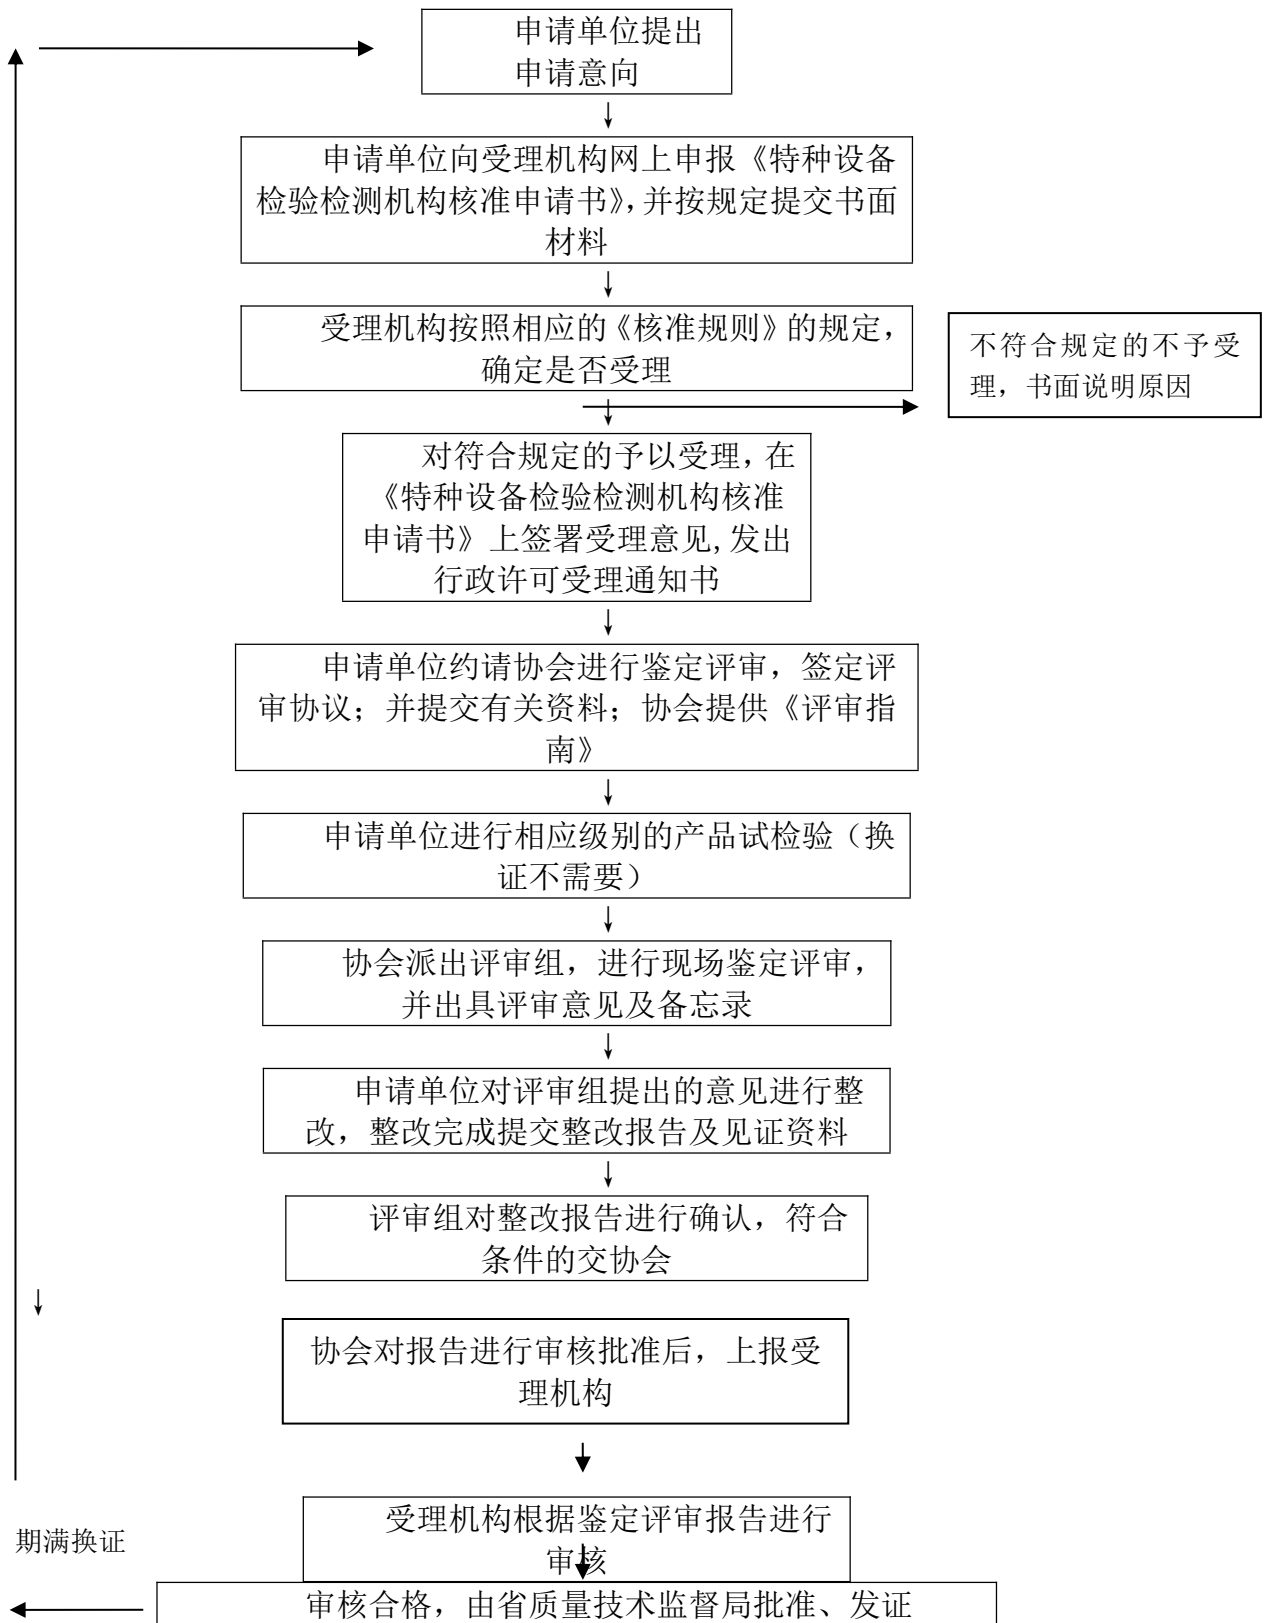 申请单位提出
申请意向
↓
申请单位向受理机构网上申报《特种设备
检验检测机构核准申请书》，并按规定提交书面
材料
↓
受理机构按照相应的《核准规则》的规定，
确定是否受理
不符合规定的不予受
理，书面说明原因
↓
对符合规定的予以受理，在
《特种设备检验检测机构核准
申请书》上签署受理意见,发出
行政许可受理通知书
↓
申请单位约请协会进行鉴定评审，签定评
审协议；并提交有关资料；协会提供《评审指
南》
↓
申请单位进行相应级别的产品试检验（换
证不需要）
↓
协会派出评审组，进行现场鉴定评审，
并出具评审意见及备忘录
↓
申请单位对评审组提出的意见进行整
改，整改完成提交整改报告及见证资料
↓
评审组对整改报告进行确认，符合
条件的交协会
↓
协会对报告进行审核批准后，上报受
理机构
受理机构根据鉴定评审报告进行
审核
期满换证
审核合格，由省质量技术监督局批准、发证